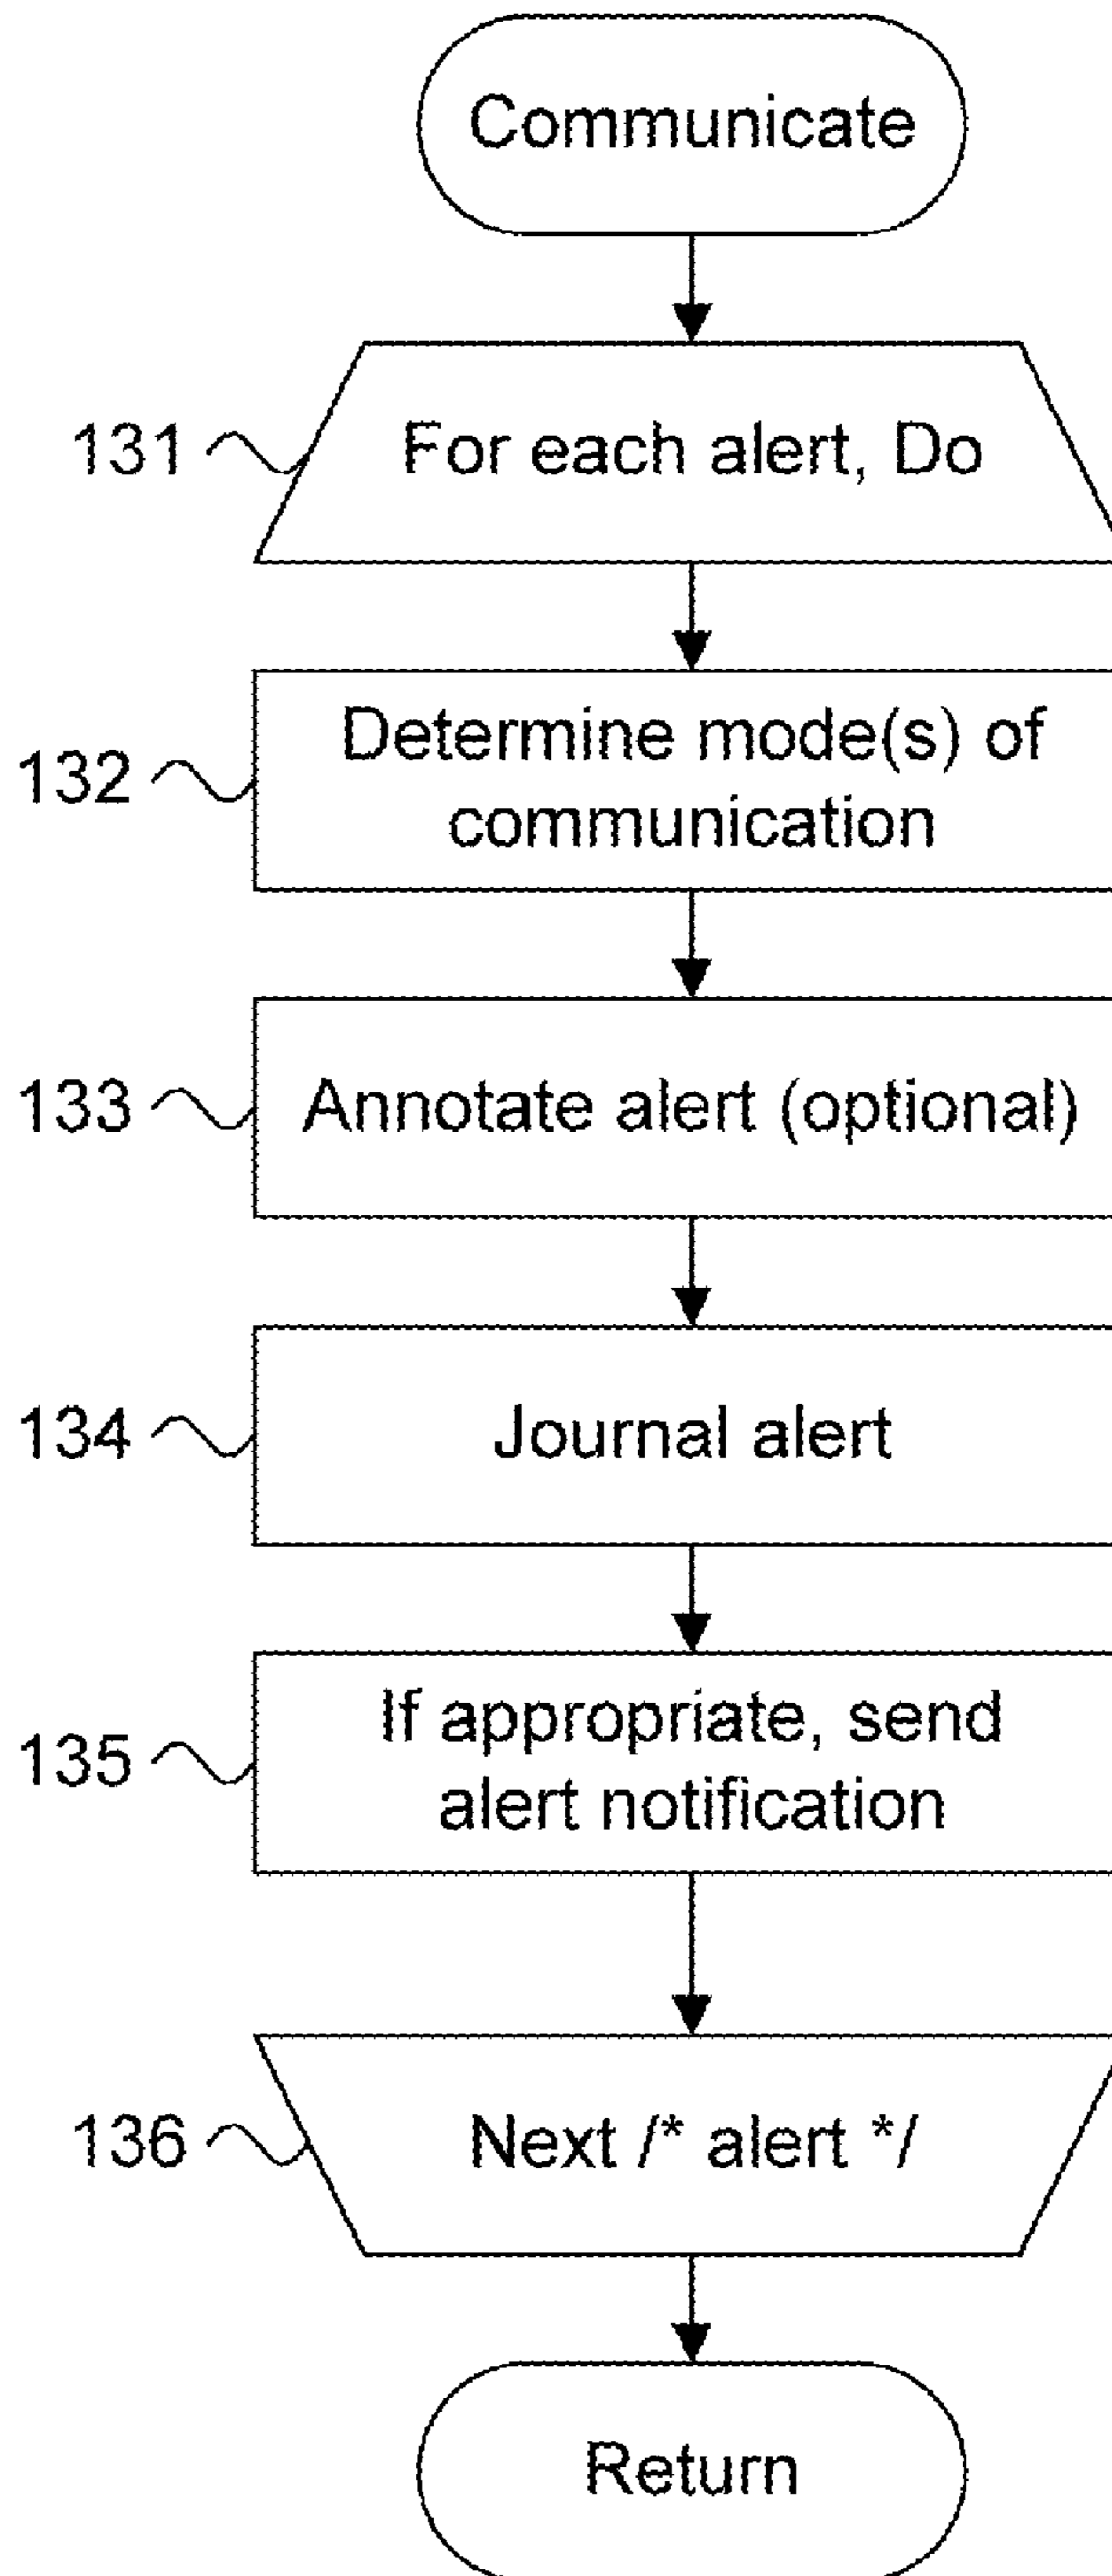 Communicate
131
For each alert, Do
132
Determine mode(s) of
communication
133
Annotate alert (optional)
134
Journal alert
135
If appropriate, send
alert notification
136
Next /* alert */
Return